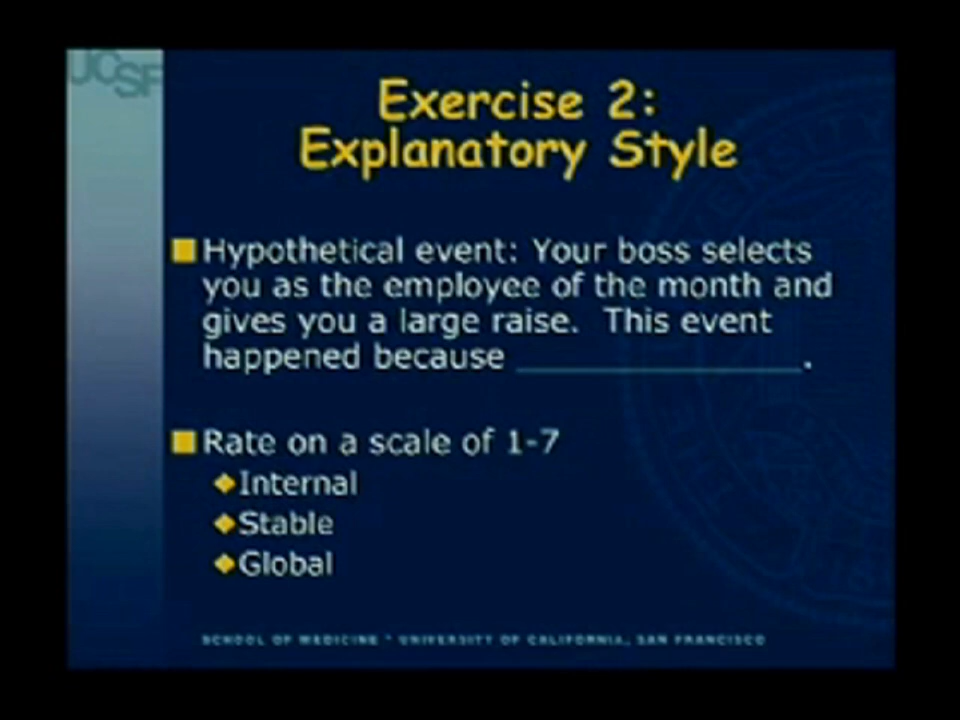 UCSF
Exercise 2:
Explanatory Style
Hypothetical event: Your boss selects
you as the employee of the month and
gives you a large raise. This event
happened because _________________.
Rate on a scale of 1-7
Internal
Stable
Global
SCHOOL OF MEDICINE * UNIVERSITY OF CALIFORNIA, SAN FRANCISCO